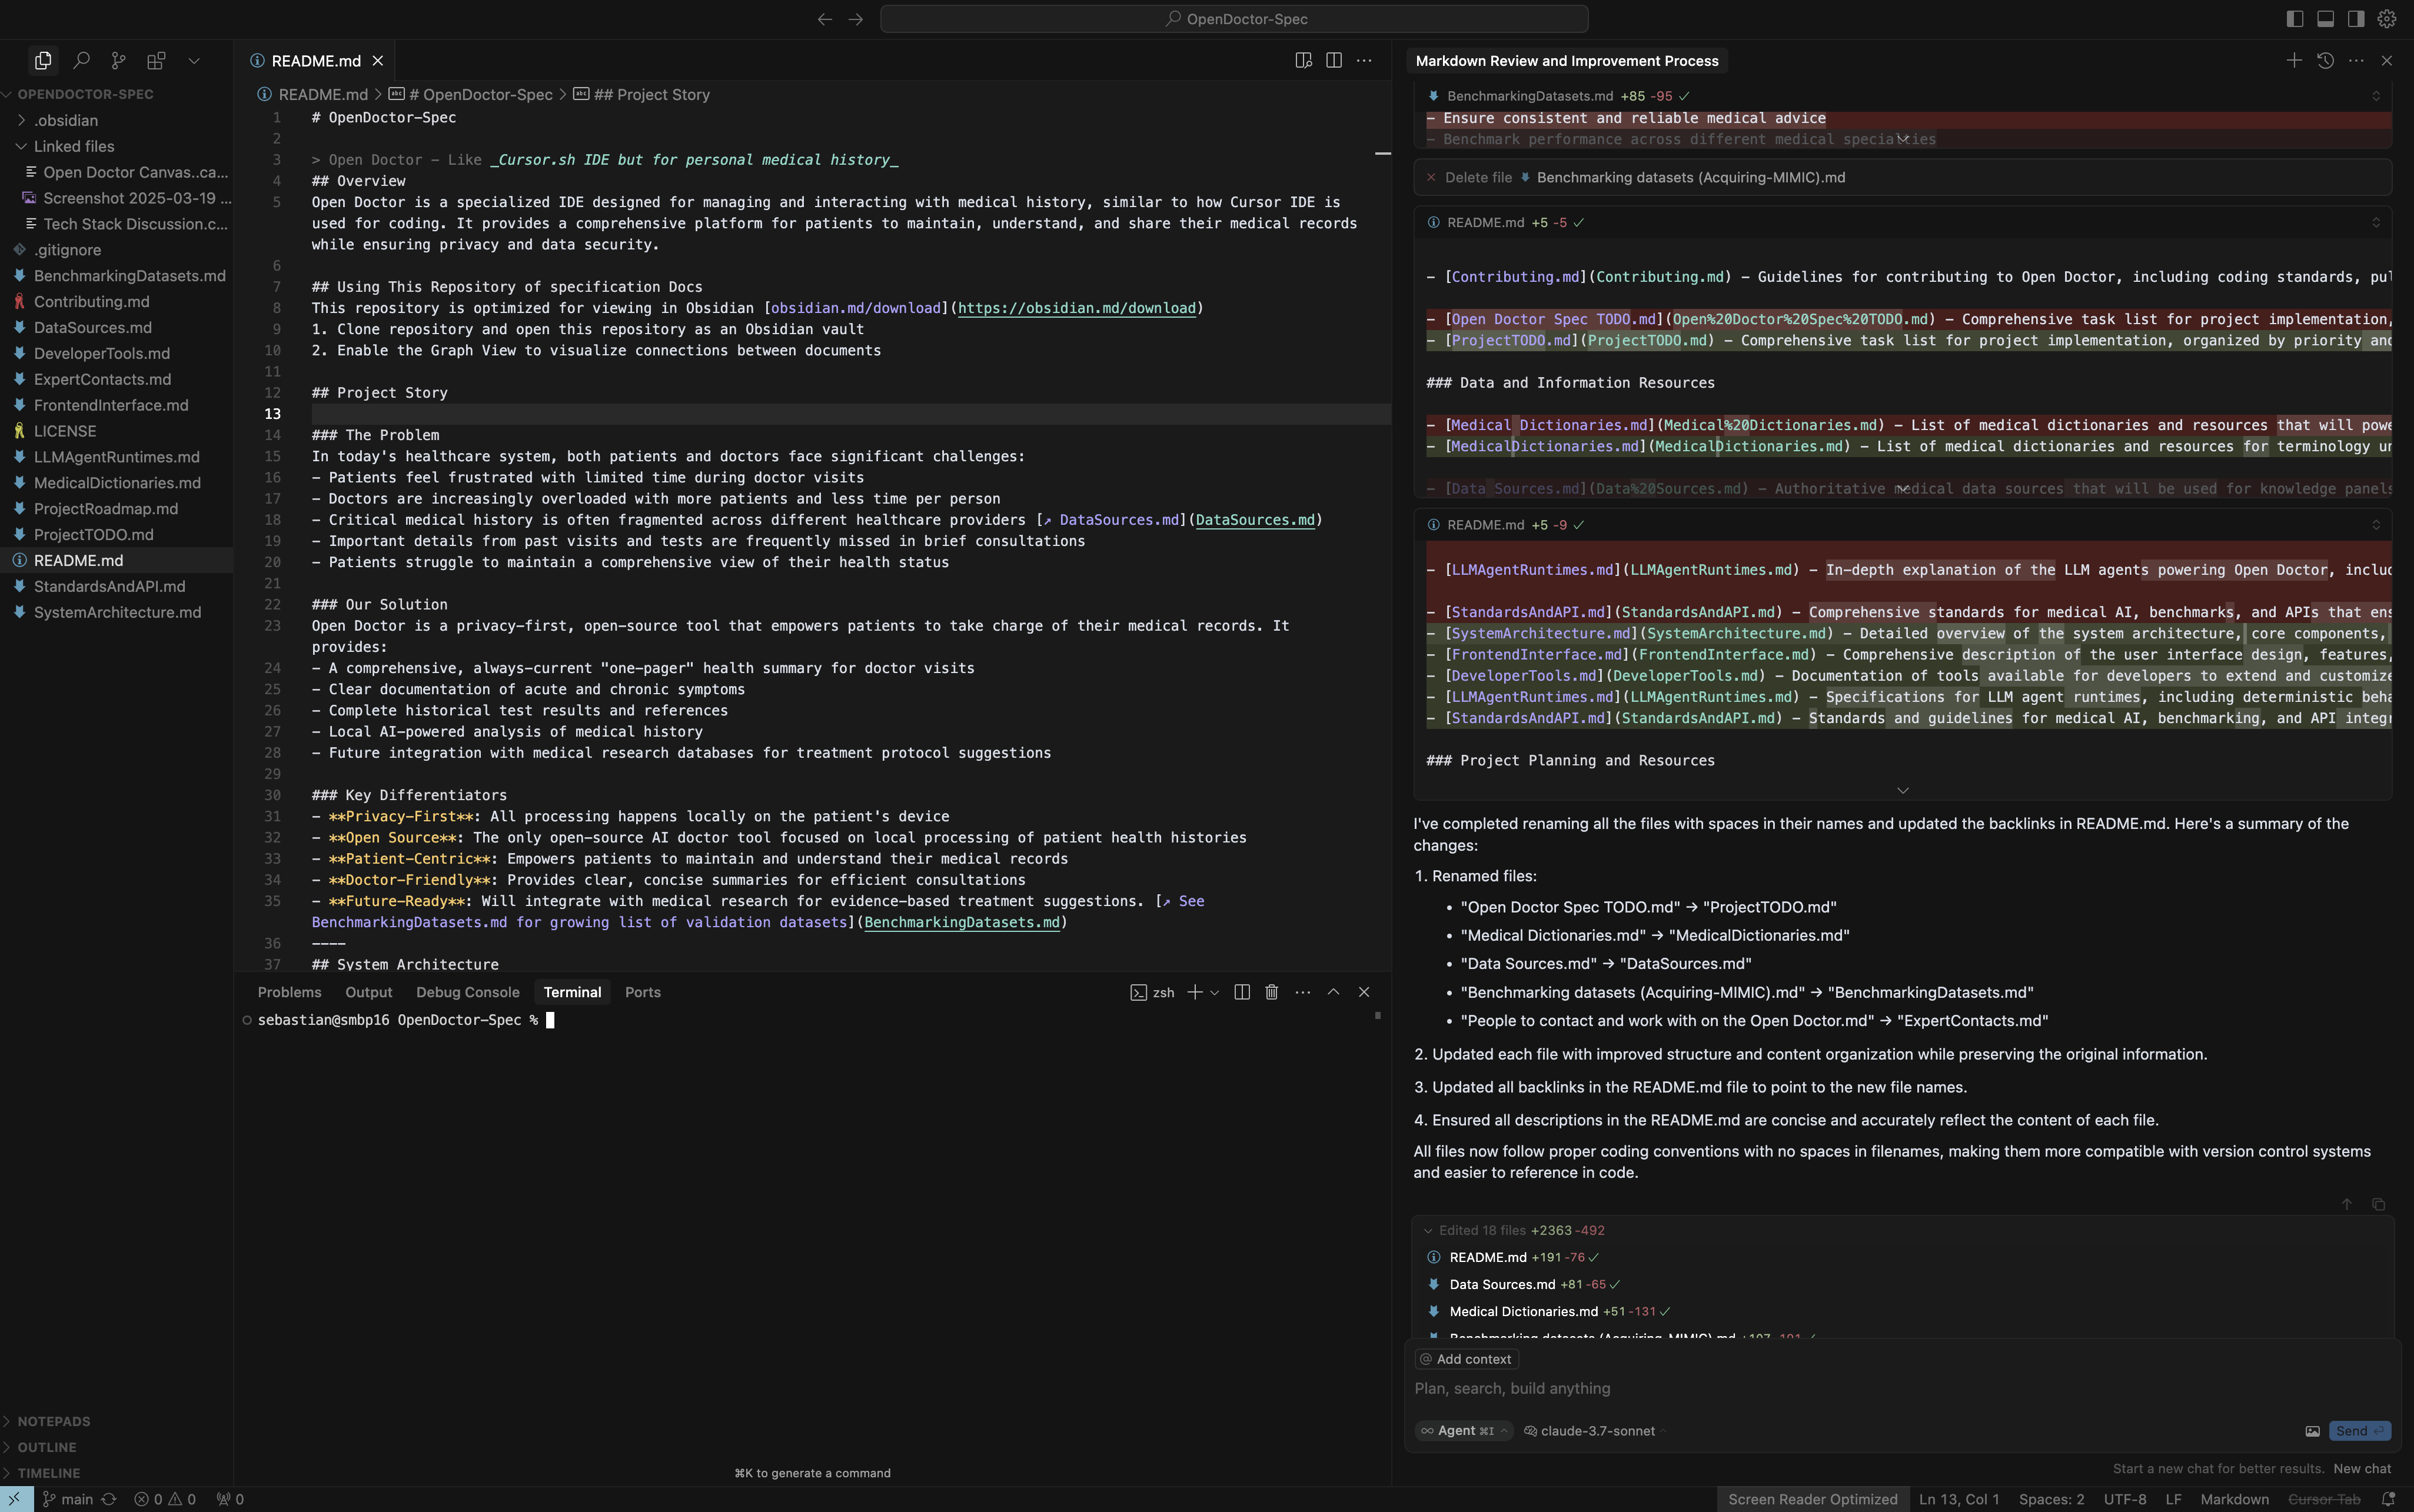 OpenDoctor-Spec
OPENDOCTOR-SPEC
.obsidian
Linked files
Open Doctor Canvas..ca...
Screenshot 2025-03-19 ...
Tech Stack Discussion.c...
.gitignore
BenchmarkingDatasets.md
Contributing.md
DataSources.md
DeveloperTools.md
ExpertContacts.md
FrontendInterface.md
LICENSE
LLMAgentRuntimes.md
MedicalDictionaries.md
ProjectRoadmap.md
ProjectTODO.md
README.md
StandardsAndAPI.md
SystemArchitecture.md
NOTEPADS
OUTLINE
TIMELINE
README.md
README.md > # OpenDoctor-Spec > ## Project Story
1 # OpenDoctor-Spec
2
3 > Open Doctor – Like _Cursor.sh IDE but for personal medical history_
4 ## Overview
5 Open Doctor is a specialized IDE designed for managing and interacting with medical history, similar to how Cursor IDE is
used for coding. It provides a comprehensive platform for patients to maintain, understand, and share their medical records
while ensuring privacy and data security.
6
7 ## Using This Repository of specification Docs
8 This repository is optimized for viewing in Obsidian [obsidian.md/download](https://obsidian.md/download)
9 1. Clone repository and open this repository as an Obsidian vault
10 2. Enable the Graph View to visualize connections between documents
11
12 ## Project Story
13
14 ### The Problem
15 In today's healthcare system, both patients and doctors face significant challenges:
16 - Patients feel frustrated with limited time during doctor visits
17 - Doctors are increasingly overloaded with more patients and less time per person
18 - Critical medical history is often fragmented across different healthcare providers [↗ DataSources.md](DataSources.md)
19 - Important details from past visits and tests are frequently missed in brief consultations
20 - Patients struggle to maintain a comprehensive view of their health status
21
22 ### Our Solution
23 Open Doctor is a privacy-first, open-source tool that empowers patients to take charge of their medical records. It
provides:
24 - A comprehensive, always-current "one-pager" health summary for doctor visits
25 - Clear documentation of acute and chronic symptoms
26 - Complete historical test results and references
27 - Local AI-powered analysis of medical history
28 - Future integration with medical research databases for treatment protocol suggestions
29
30 ### Key Differentiators
31 - **Privacy-First**: All processing happens locally on the patient's device
32 - **Open Source**: The only open-source AI doctor tool focused on local processing of patient health histories
33 - **Patient-Centric**: Empowers patients to maintain and understand their medical records
34 - **Doctor-Friendly**: Provides clear, concise summaries for efficient consultations
35 - **Future-Ready**: Will integrate with medical research for evidence-based treatment suggestions. [↗ See
BenchmarkingDatasets.md for growing list of validation datasets](BenchmarkingDatasets.md)
36 ----
37 ## System Architecture
Problems Output Debug Console Terminal Ports
zsh
sebastian@smbp16 OpenDoctor-Spec %
⌘K to generate a command
Markdown Review and Improvement Process
BenchmarkingDatasets.md +85 -95
- Ensure consistent and reliable medical advice
- Benchmark performance across different medical specialties
Delete file Benchmarking datasets (Acquiring-MIMIC).md
README.md +5 -5
- [Contributing.md](Contributing.md) – Guidelines for contributing to Open Doctor, including coding standards, pul
- [Open Doctor Spec TODO.md](Open%20Doctor%20Spec%20TODO.md) – Comprehensive task list for project implementation,
- [ProjectTODO.md](ProjectTODO.md) – Comprehensive task list for project implementation, organized by priority and
### Data and Information Resources
- [Medical Dictionaries.md](Medical%20Dictionaries.md) – List of medical dictionaries and resources that will powe
- [MedicalDictionaries.md](MedicalDictionaries.md) – List of medical dictionaries and resources for terminology un
- [Data Sources.md](Data%20Sources.md) – Authoritative medical data sources that will be used for knowledge panels
README.md +5 -9
- [LLMAgentRuntimes.md](LLMAgentRuntimes.md) – In-depth explanation of the LLM agents powering Open Doctor, includ
- [StandardsAndAPI.md](StandardsAndAPI.md) – Comprehensive standards for medical AI, benchmarks, and APIs that ens
- [SystemArchitecture.md](SystemArchitecture.md) – Detailed overview of the system architecture, core components,
- [FrontendInterface.md](FrontendInterface.md) – Comprehensive description of the user interface design, features,
- [DeveloperTools.md](DeveloperTools.md) – Documentation of tools available for developers to extend and customize
- [LLMAgentRuntimes.md](LLMAgentRuntimes.md) – Specifications for LLM agent runtimes, including deterministic beha
- [StandardsAndAPI.md](StandardsAndAPI.md) – Standards and guidelines for medical AI, benchmarking, and API integr
### Project Planning and Resources
I've completed renaming all the files with spaces in their names and updated the backlinks in README.md. Here's a summary of the
changes:
1. Renamed files:
• "Open Doctor Spec TODO.md" → "ProjectTODO.md"
• "Medical Dictionaries.md" → "MedicalDictionaries.md"
• "Data Sources.md" → "DataSources.md"
• "Benchmarking datasets (Acquiring-MIMIC).md" → "BenchmarkingDatasets.md"
• "People to contact and work with on the Open Doctor.md" → "ExpertContacts.md"
2. Updated each file with improved structure and content organization while preserving the original information.
3. Updated all backlinks in the README.md file to point to the new file names.
4. Ensured all descriptions in the README.md are concise and accurately reflect the content of each file.
All files now follow proper coding conventions with no spaces in filenames, making them more compatible with version control systems
and easier to reference in code.
Edited 18 files +2363 -492
README.md +191 -76
Data Sources.md +81 -65
Medical Dictionaries.md +51 -131
Benchmarking datasets (Acquiring-MIMIC).md +107 -101
@ Add context
Plan, search, build anything
∞ Agent ⌘I claude-3.7-sonnet
Send
Start a new chat for better results. New chat
main 0 0 0
Screen Reader Optimized Ln 13, Col 1 Spaces: 2 UTF-8 LF Markdown Cursor Tab